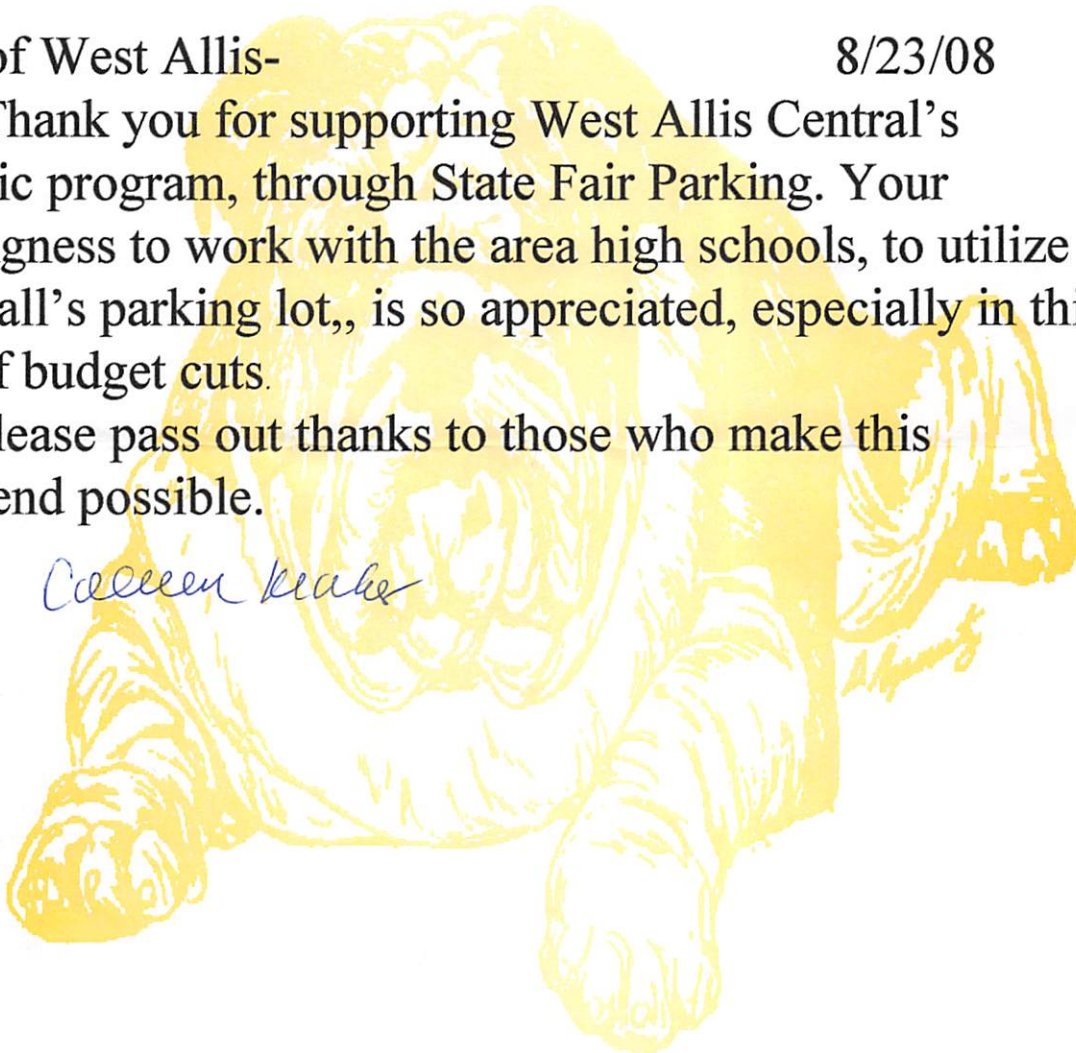 of West Allis- 8/23/08
Thank you for supporting West Allis Central's
ic program, through State Fair Parking. Your
gness to work with the area high schools, to utilize
all's parking lot,, is so appreciated, especially in thi
f budget cuts.
lease pass out thanks to those who make this
end possible.
Colleen